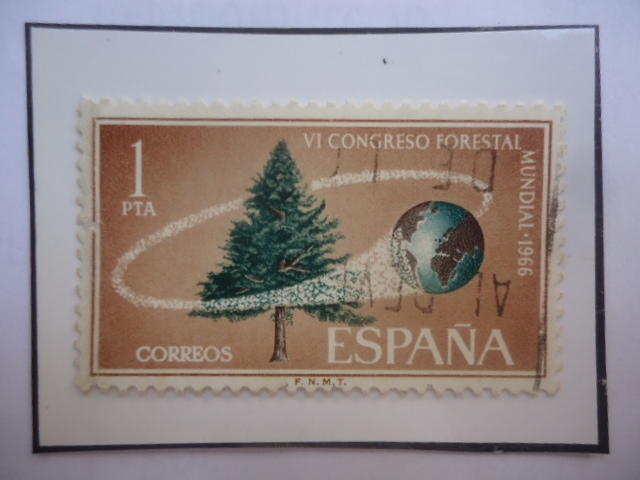 VI CONGRESO FORESTAL
MUNDIAL · 1966
1
PTA
CORREOS
ESPAÑA
F. N. M. T.